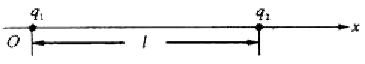 q₁ q₂
O l x